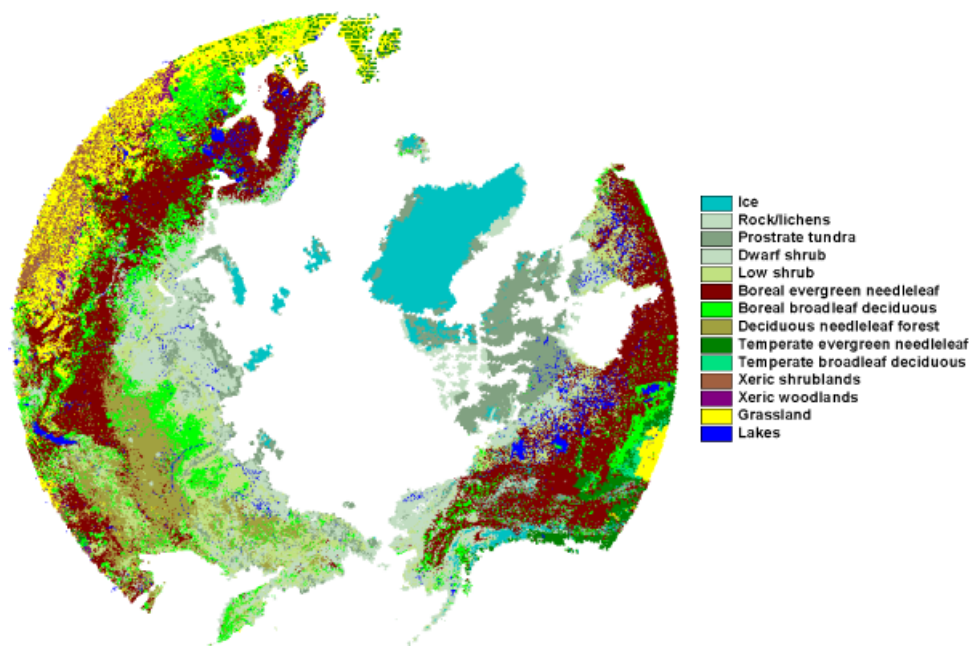 Ice
Rock/lichens
Prostrate tundra
Dwarf shrub
Low shrub
Boreal evergreen needleleaf
Boreal broadleaf deciduous
Deciduous needleleaf forest
Temperate evergreen needleleaf
Temperate broadleaf deciduous
Xeric shrublands
Xeric woodlands
Grassland
Lakes